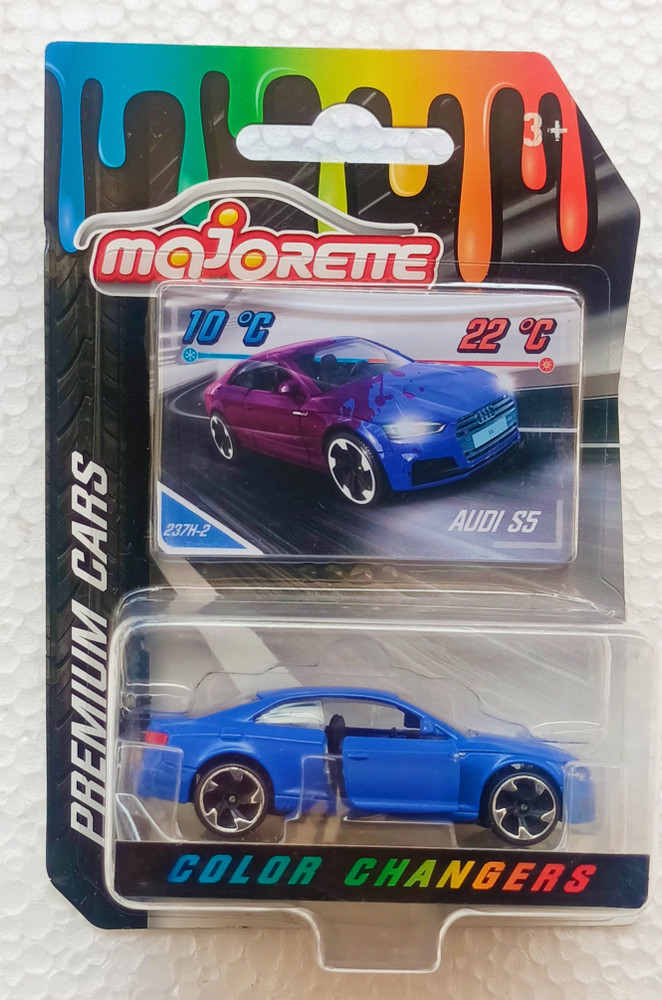 3+
majorette
10 °C
22 °C
237H-2
AUDI S5
PREMIUM CARS
COLOR CHANGERS